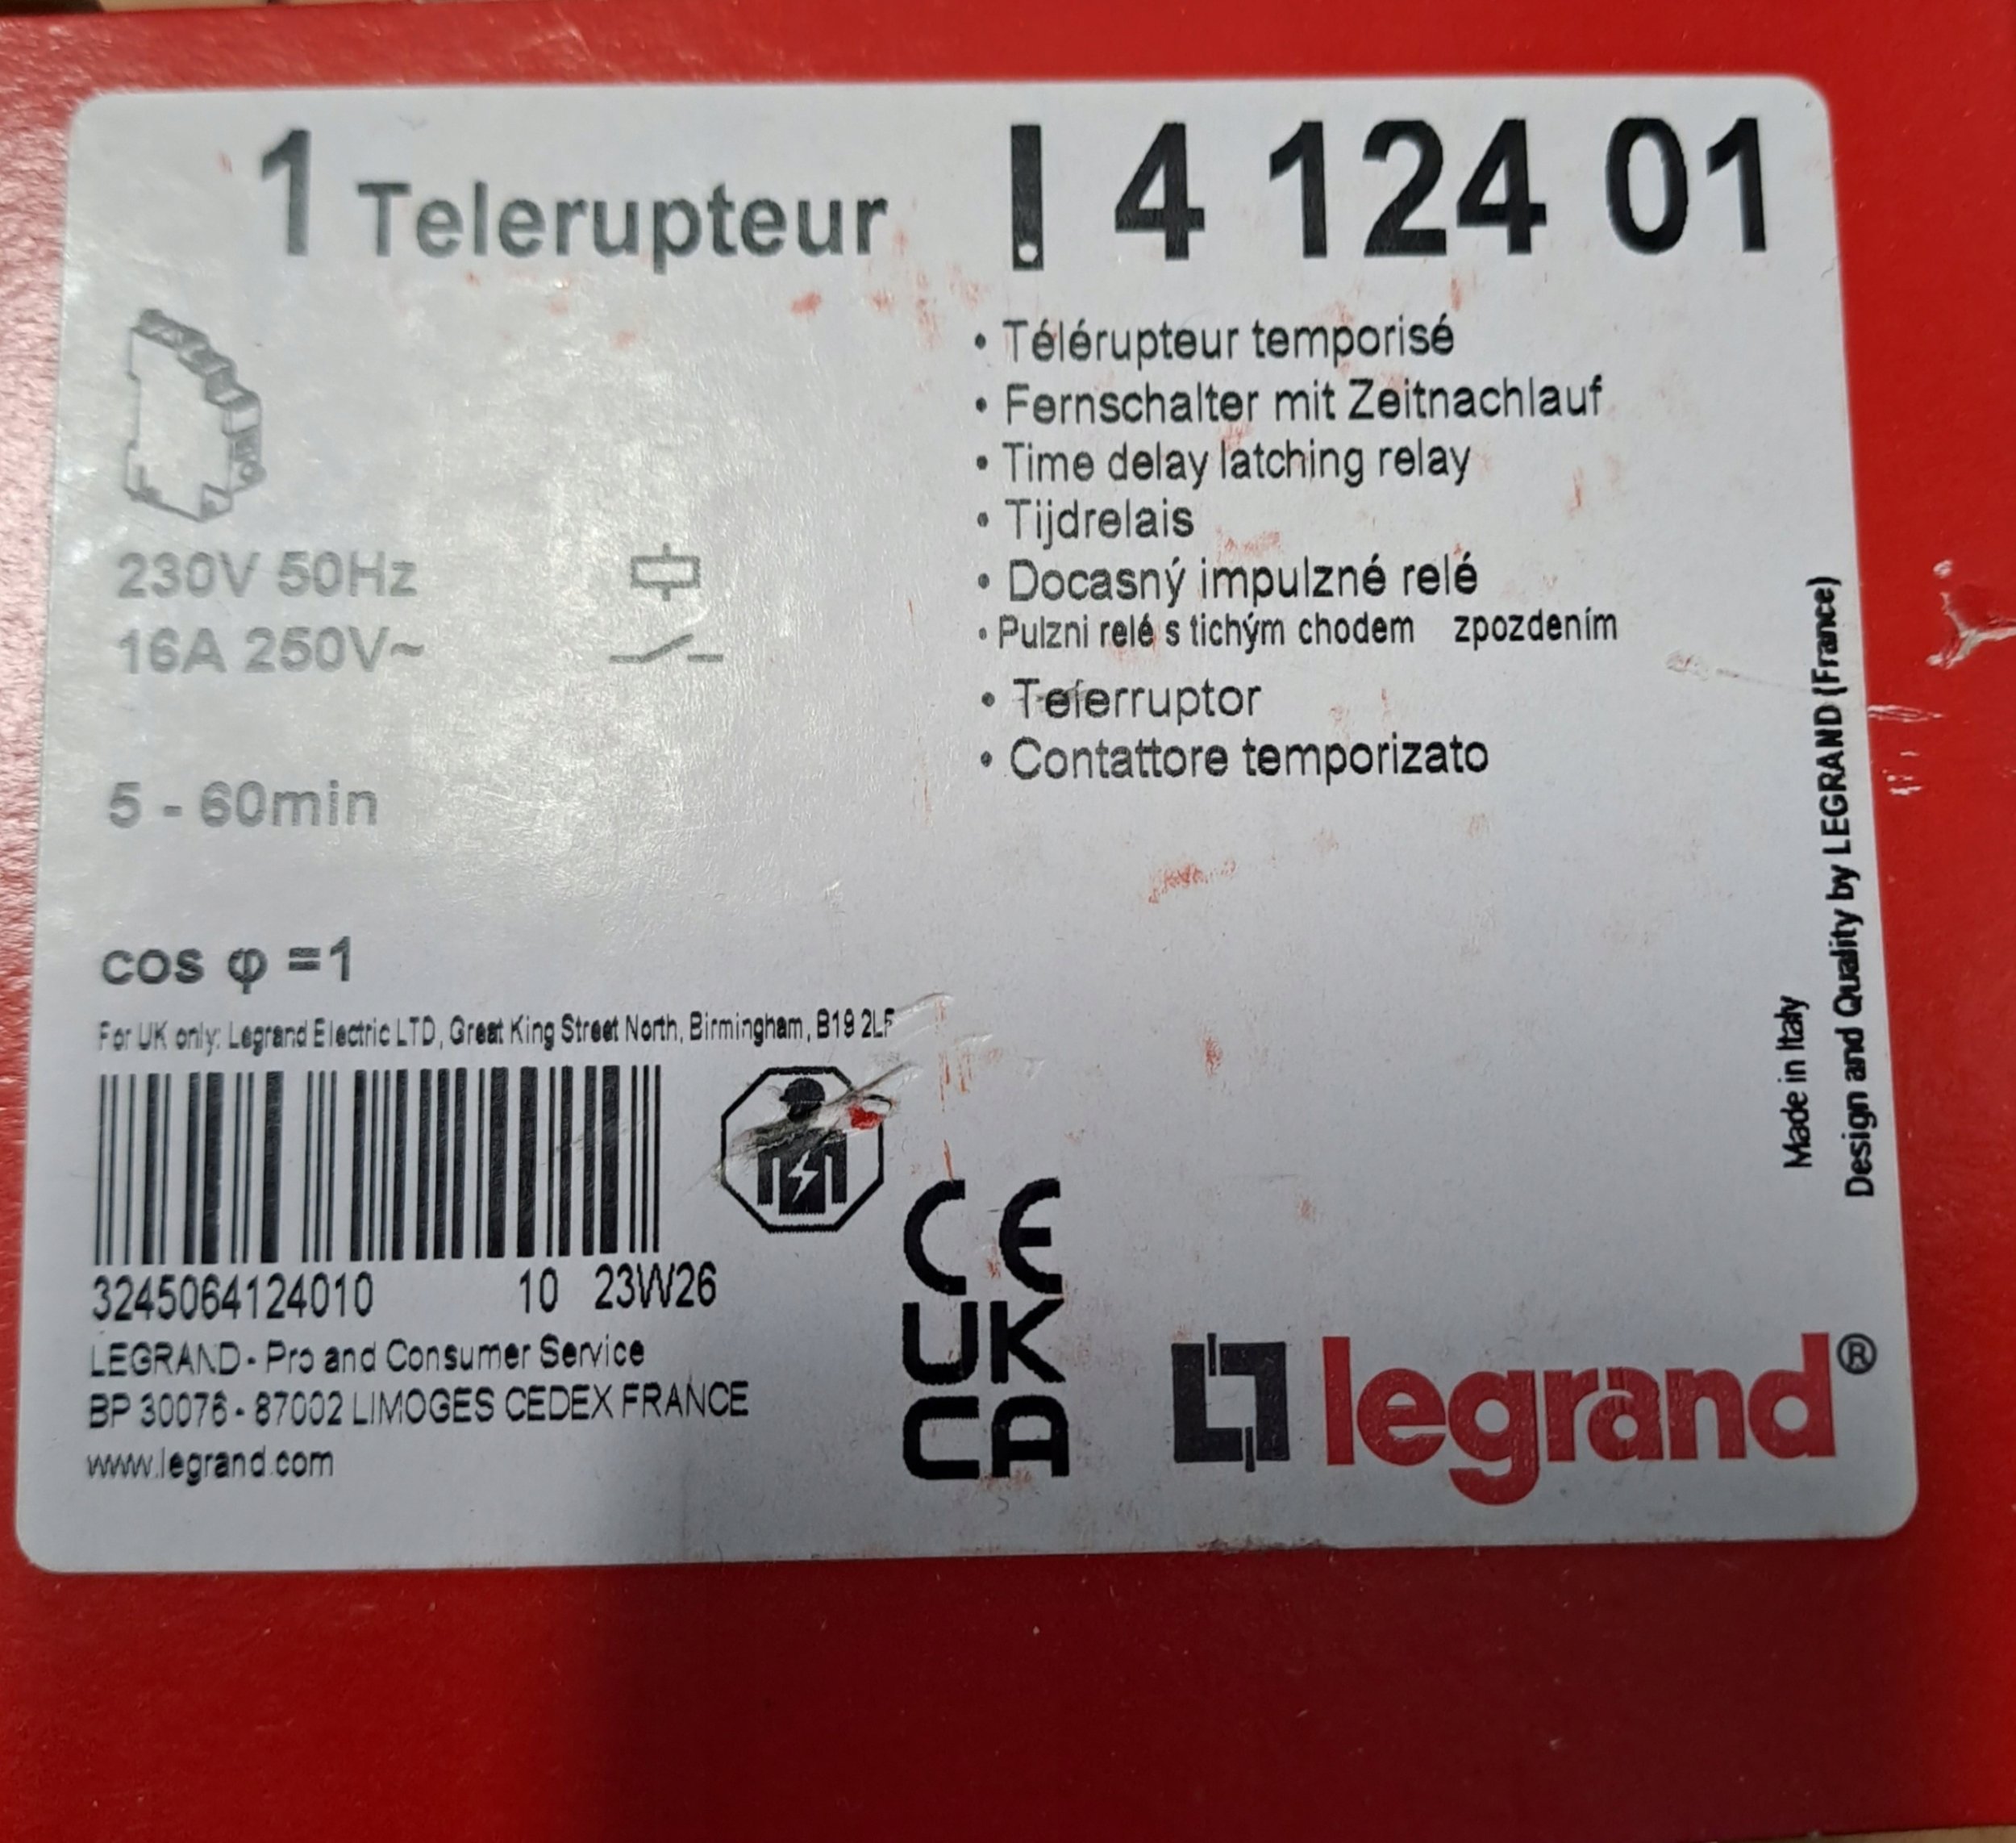 1 Telerupteur
4 124 01
• Télérupteur temporisé
• Fernschalter mit Zeitnachlauf
• Time delay latching relay
• Tijdrelais
• Docasný impulzné relé
• Pulzni relé s tichým chodem zpozdením
• Telerruptor
• Contattore temporizato
230V 50Hz
16A 250V~
5 - 60min
cos φ =1
For UK only: Legrand Electric LTD, Great King Street North, Birmingham, B19 2LF
3245064124010 10 23W26
LEGRAND - Pro and Consumer Service
BP 30076 - 87002 LIMOGES CEDEX FRANCE
www.legrand.com
CE
UK
CA
legrand®
Made in Italy
Design and Quality by LEGRAND (France)